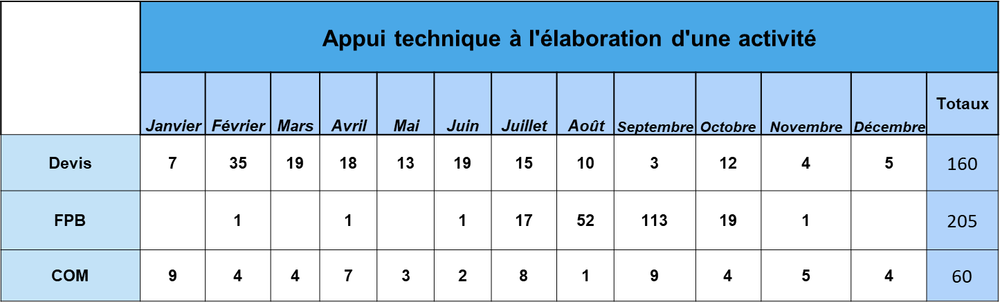 Appui technique à l'élaboration d'une activité
Janvier Février Mars Avril Mai Juin Juillet Août Septembre Octobre Novembre Décembre Totaux
Devis 7 35 19 18 13 19 15 10 3 12 4 5 160
FPB 1 1 1 17 52 113 19 1 205
COM 9 4 4 7 3 2 8 1 9 4 5 4 60